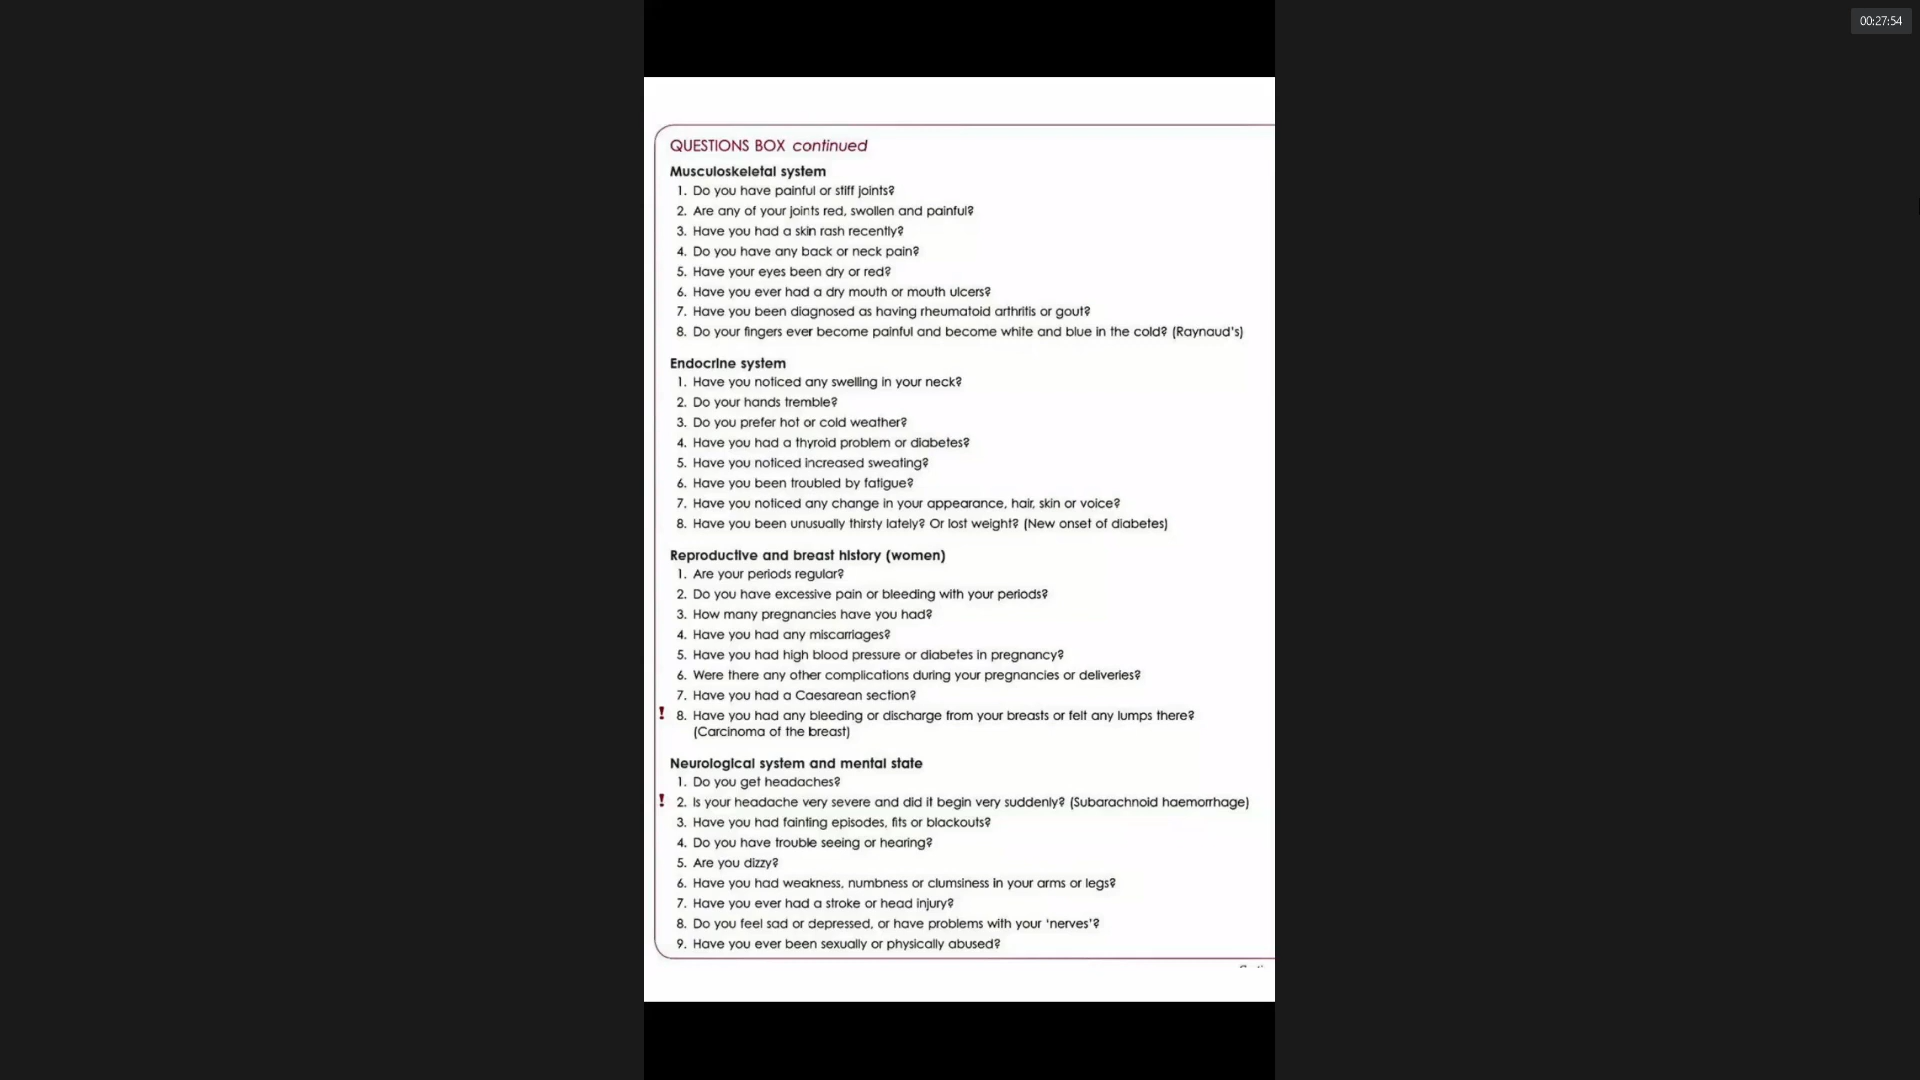 00:27:54
QUESTIONS BOX continued
Musculoskeletal system
1. Do you have painful or stiff joints?
2. Are any of your joints red, swollen and painful?
3. Have you had a skin rash recently?
4. Do you have any back or neck pain?
5. Have your eyes been dry or red?
6. Have you ever had a dry mouth or mouth ulcers?
7. Have you been diagnosed as having rheumatoid arthritis or gout?
8. Do your fingers ever become painful and become white and blue in the cold? (Raynaud's)
Endocrine system
1. Have you noticed any swelling in your neck?
2. Do your hands tremble?
3. Do you prefer hot or cold weather?
4. Have you had a thyroid problem or diabetes?
5. Have you noticed increased sweating?
6. Have you been troubled by fatigue?
7. Have you noticed any change in your appearance, hair, skin or voice?
8. Have you been unusually thirsty lately? Or lost weight? (New onset of diabetes)
Reproductive and breast history (women)
1. Are your periods regular?
2. Do you have excessive pain or bleeding with your periods?
3. How many pregnancies have you had?
4. Have you had any miscarriages?
5. Have you had high blood pressure or diabetes in pregnancy?
6. Were there any other complications during your pregnancies or deliveries?
7. Have you had a Caesarean section?
! 8. Have you had any bleeding or discharge from your breasts or felt any lumps there?
(Carcinoma of the breast)
Neurological system and mental state
1. Do you get headaches?
! 2. Is your headache very severe and did it begin very suddenly? (Subarachnoid haemorrhage)
3. Have you had fainting episodes, fits or blackouts?
4. Do you have trouble seeing or hearing?
5. Are you dizzy?
6. Have you had weakness, numbness or clumsiness in your arms or legs?
7. Have you ever had a stroke or head injury?
8. Do you feel sad or depressed, or have problems with your 'nerves'?
9. Have you ever been sexually or physically abused?